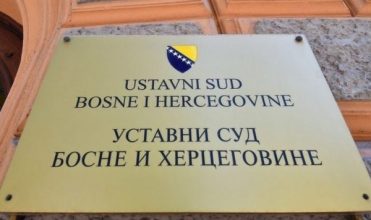 USTAVNI SUD
BOSNE I HERCEGOVINE
УСТАВНИ СУД
БОСНЕ И ХЕРЦЕГОВИНЕ